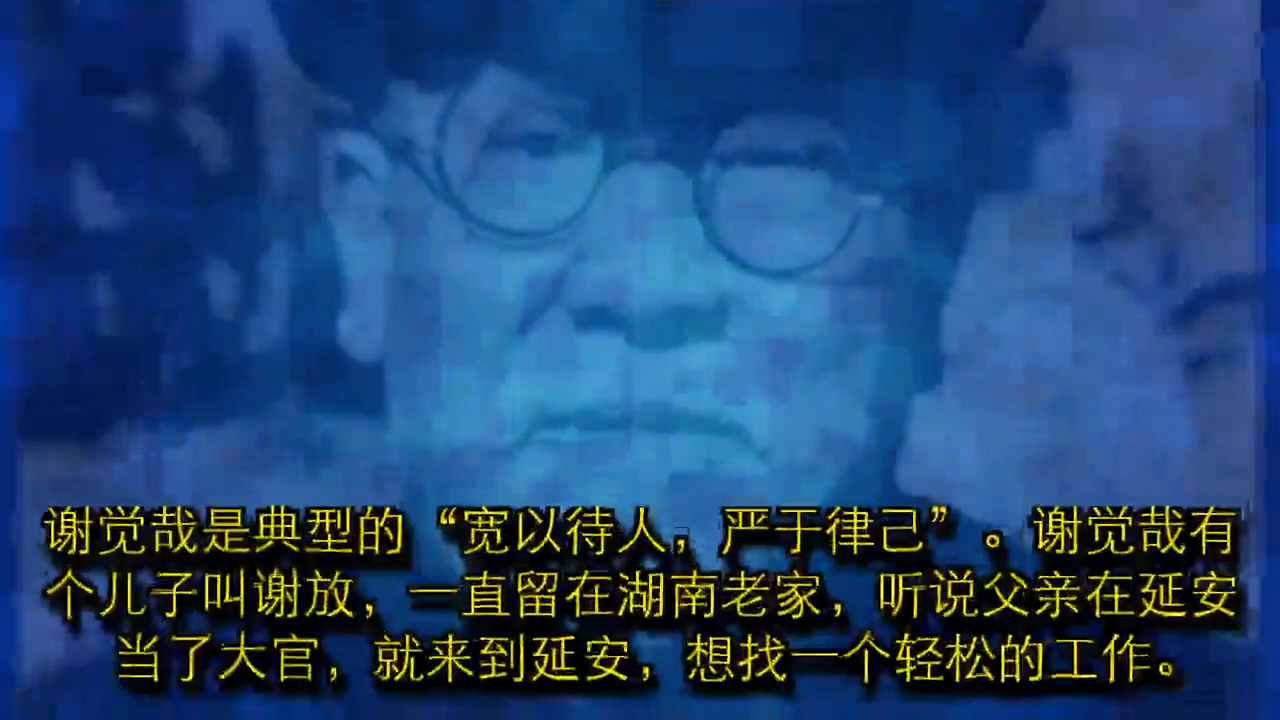 谢觉哉是典型的“宽以待人，严于律己”。谢觉哉有
个儿子叫谢放，一直留在湖南老家，听说父亲在延安
当了大官，就来到延安，想找一个轻松的工作。